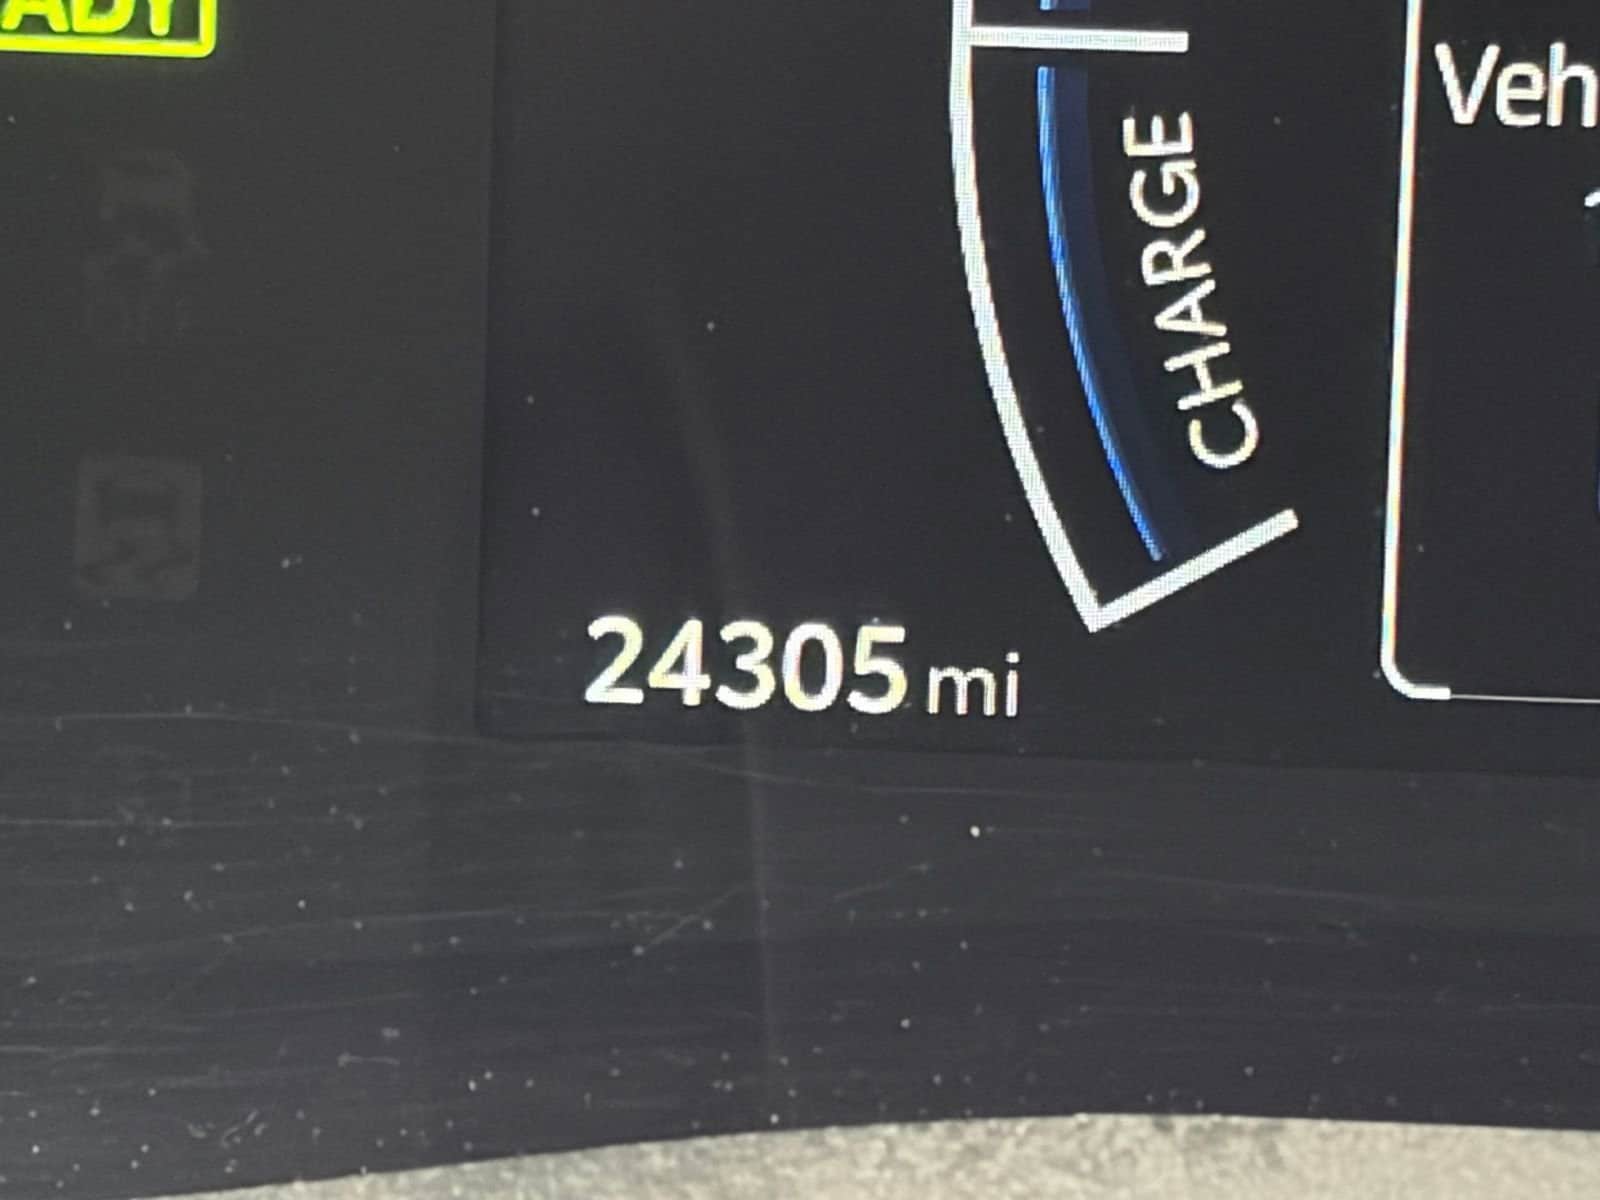 ADY
Veh
CHARGE
24305 mi